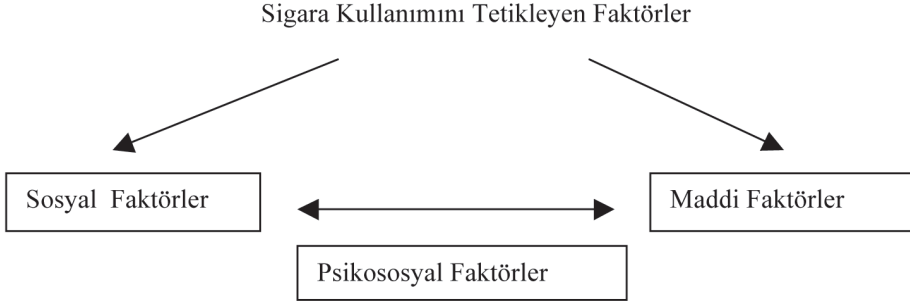 Sigara Kullanımını Tetikleyen Faktörler
Sosyal Faktörler
Maddi Faktörler
Psikososyal Faktörler